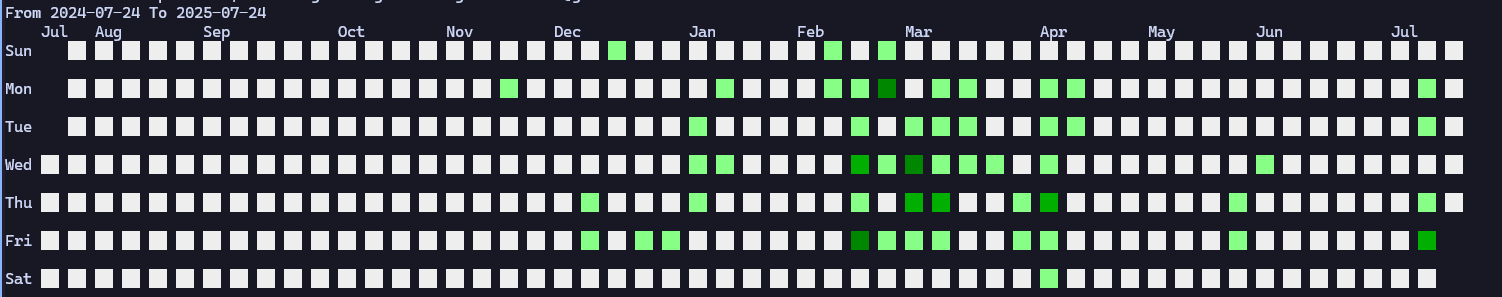 From 2024-07-24 To 2025-07-24
Jul Aug Sep Oct Nov Dec Jan Feb Mar Apr May Jun Jul
Sun
Mon
Tue
Wed
Thu
Fri
Sat